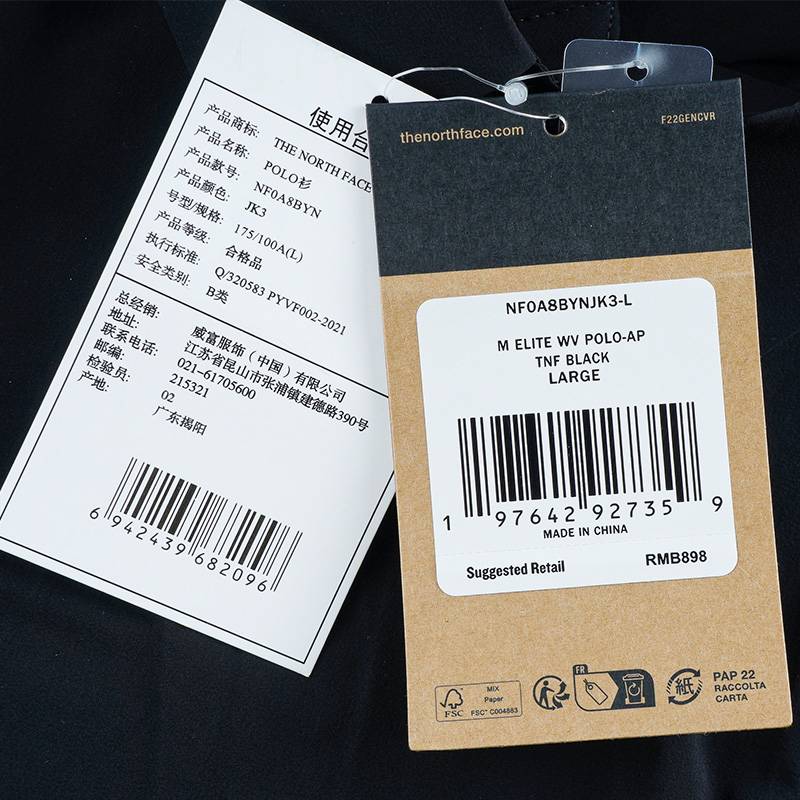 使用合
产品商标: THE NORTH FACE
产品名称: POLO衫
产品款号: NF0A8BYN
产品颜色: JK3
号型/规格: 175/100A(L)
产品等级: 合格品
执行标准: Q/320583 PYVF002-2021
安全类别: B类
总经销: 威富服饰（中国）有限公司
地址: 江苏省昆山市张浦镇建德路390号
联系电话: 021-61705600
邮编: 215321
检验员: 02
产地: 广东揭阳
6 942439 682096
thenorthface.com
F22GENCVR
NF0A8BYNJK3-L
M ELITE WV POLO-AP
TNF BLACK
LARGE
1 97642 92735 9
MADE IN CHINA
Suggested Retail RMB898
FSC
MIX
Paper
FSC™ C004863
FR
紙
PAP 22
RACCOLTA
CARTA